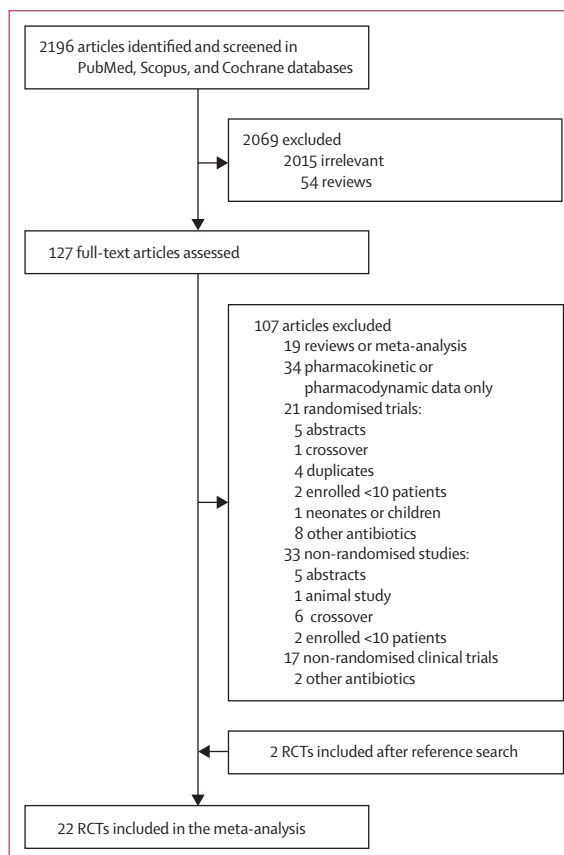 2196 articles identified and screened in
PubMed, Scopus, and Cochrane databases
2069 excluded
2015 irrelevant
54 reviews
127 full-text articles assessed
107 articles excluded
19 reviews or meta-analysis
34 pharmacokinetic or
pharmacodynamic data only
21 randomised trials:
5 abstracts
1 crossover
4 duplicates
2 enrolled <10 patients
1 neonates or children
8 other antibiotics
33 non-randomised studies:
5 abstracts
1 animal study
6 crossover
2 enrolled <10 patients
17 non-randomised clinical trials
2 other antibiotics
2 RCTs included after reference search
22 RCTs included in the meta-analysis